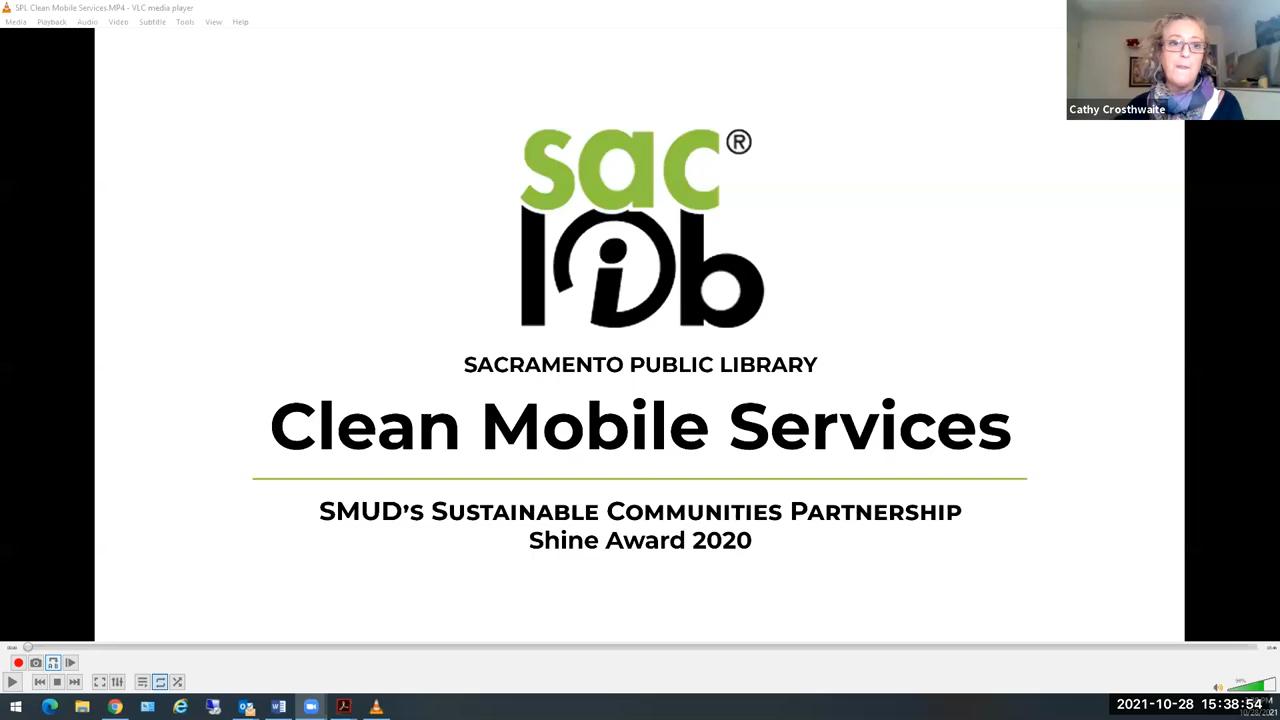 SPL Clean Mobile Services.MP4 - VLC media player
Media Playback Audio Video Subtitle Tools View Help
Cathy Crosthwaite
sac®
lib
SACRAMENTO PUBLIC LIBRARY
Clean Mobile Services
SMUD's Sustainable Communities Partnership
Shine Award 2020
2021-10-28 15:38:54